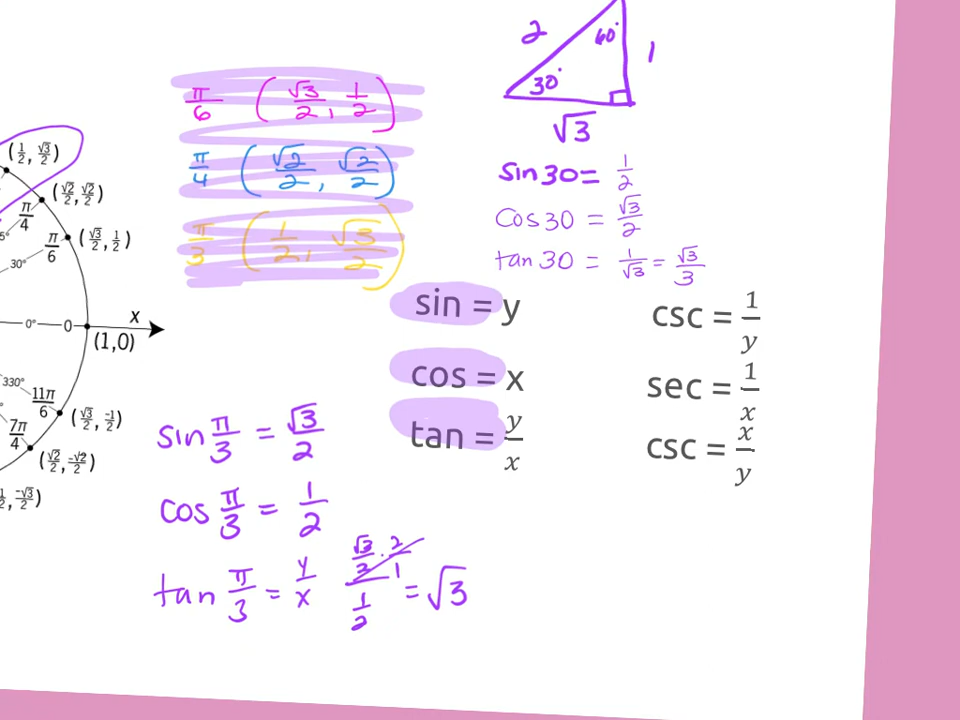 2 60° 1
30°
√3
π/6 (√3/2, 1/2)
π/4 (√2/2, √2/2)
π/3 (1/2, √3/2)
sin 30 = 1/2
cos 30 = √3/2
tan 30 = 1/√3 = √3/3
(1/2, √3/2)
π/4 (√2/2, √2/2)
π/6 (√3/2, 1/2)
30°
0° 0 x
(1,0)
330° 11π/6 (√3/2, -1/2)
7π/4 (√2/2, -√2/2)
-√3/2)
sin = y
cos = x
tan = y/x
csc = 1/y
sec = 1/x
csc = x/y
sin π/3 = √3/2
cos π/3 = 1/2
tan π/3 = y/x √3/2 · 2/1 / 1/2 = √3